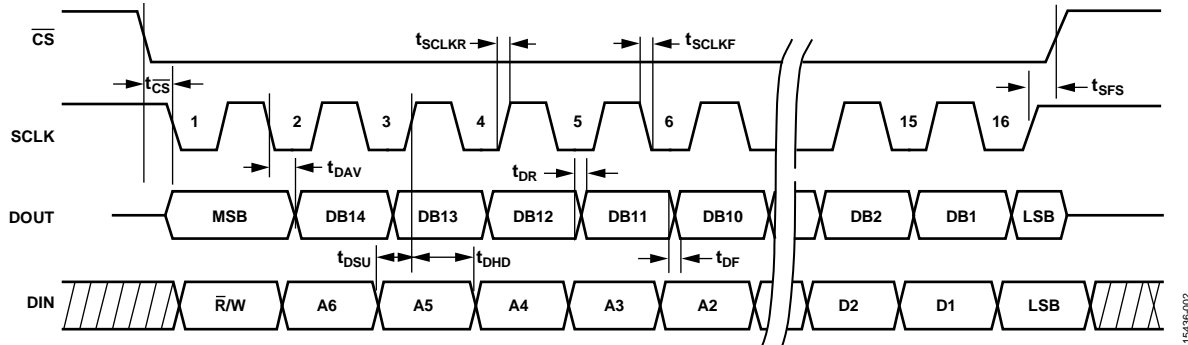 CS
tSCLKR
tSCLKF
tCS
tSFS
SCLK
1 2 3 4 5 6 15 16
tDAV
tDR
DOUT
MSB DB14 DB13 DB12 DB11 DB10 DB2 DB1 LSB
tDSU
tDHD
tDF
DIN
R/W A6 A5 A4 A3 A2 D2 D1 LSB
15436-002